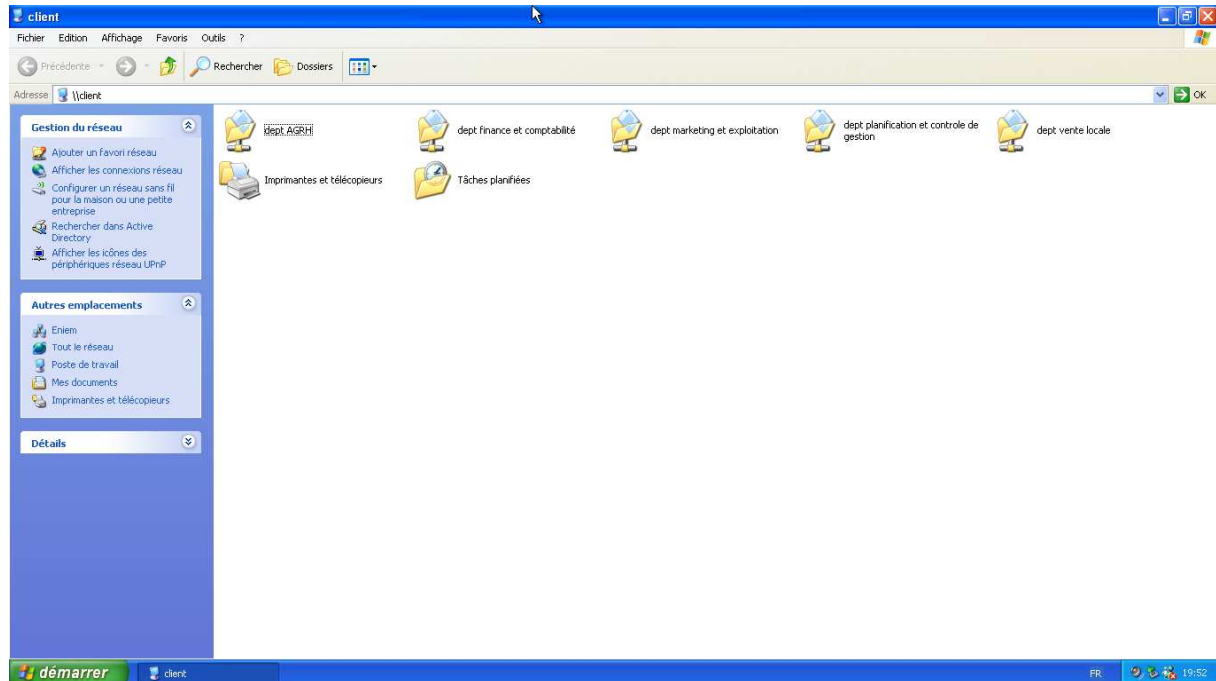 client
Fichier Edition Affichage Favoris Outils ?
Précédente Rechercher Dossiers
Adresse \\client OK
Gestion du réseau
Ajouter un favori réseau
Afficher les connexions réseau
Configurer un réseau sans fil
pour la maison ou une petite
entreprise
Rechercher dans Active
Directory
Afficher les icônes des
périphériques réseau UPnP
Autres emplacements
Eniem
Tout le réseau
Poste de travail
Mes documents
Imprimantes et télécopieurs
Détails
dept AGRH
dept finance et comptabilité
dept marketing et exploitation
dept planification et controle de
gestion
dept vente locale
Imprimantes et télécopieurs
Tâches planifiées
démarrer client FR 19:52